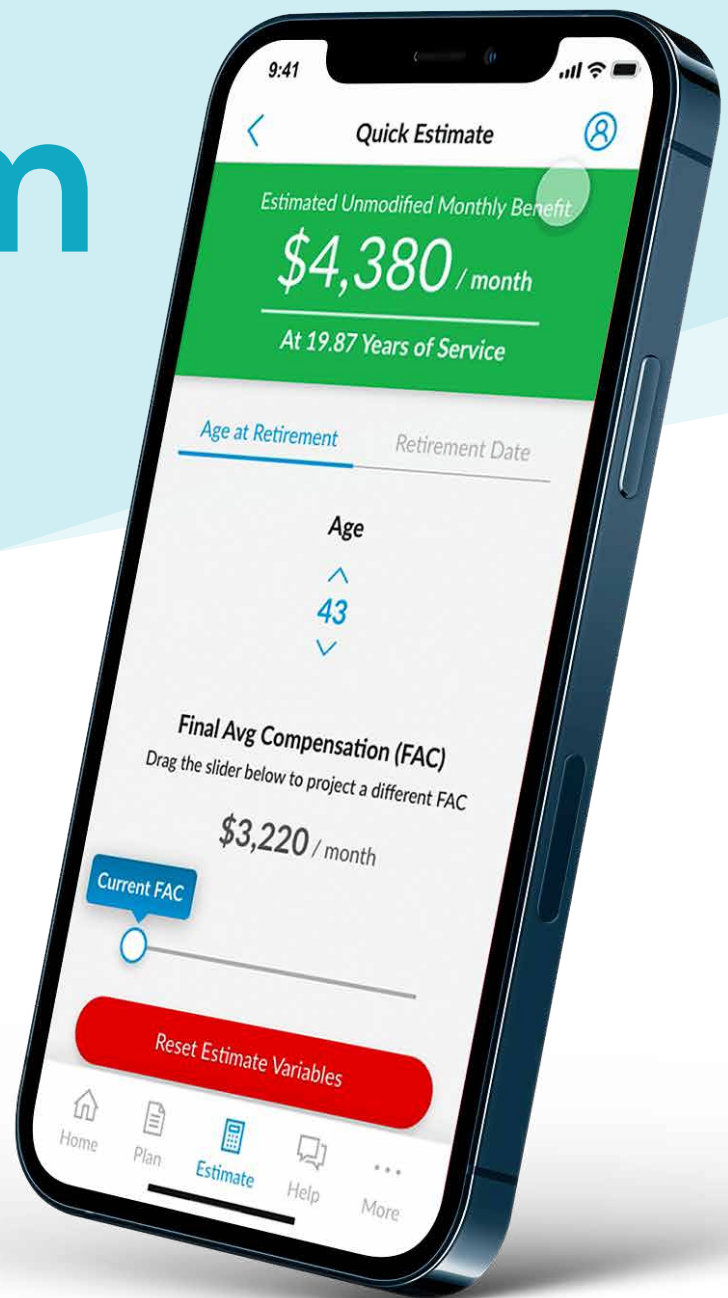 m
9:41
Quick Estimate
Estimated Unmodified Monthly Benefit
$4,380 / month
At 19.87 Years of Service
Age at Retirement
Retirement Date
Age
43
Final Avg Compensation (FAC)
Drag the slider below to project a different FAC
$3,220 / month
Current FAC
Reset Estimate Variables
Home
Plan
Estimate
Help
More